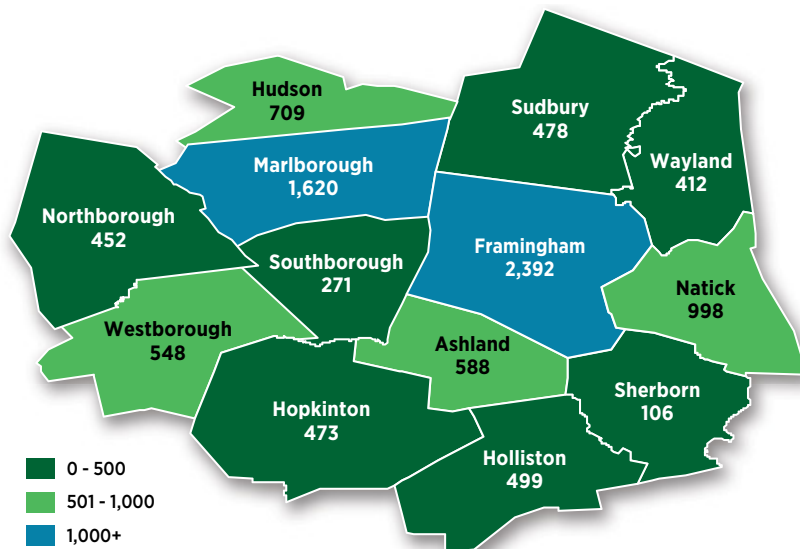 Hudson
709
Sudbury
478
Marlborough
1,620
Wayland
412
Northborough
452
Southborough
271
Framingham
2,392
Natick
998
Westborough
548
Ashland
588
Sherborn
106
Hopkinton
473
Holliston
499
0 - 500
501 - 1,000
1,000+